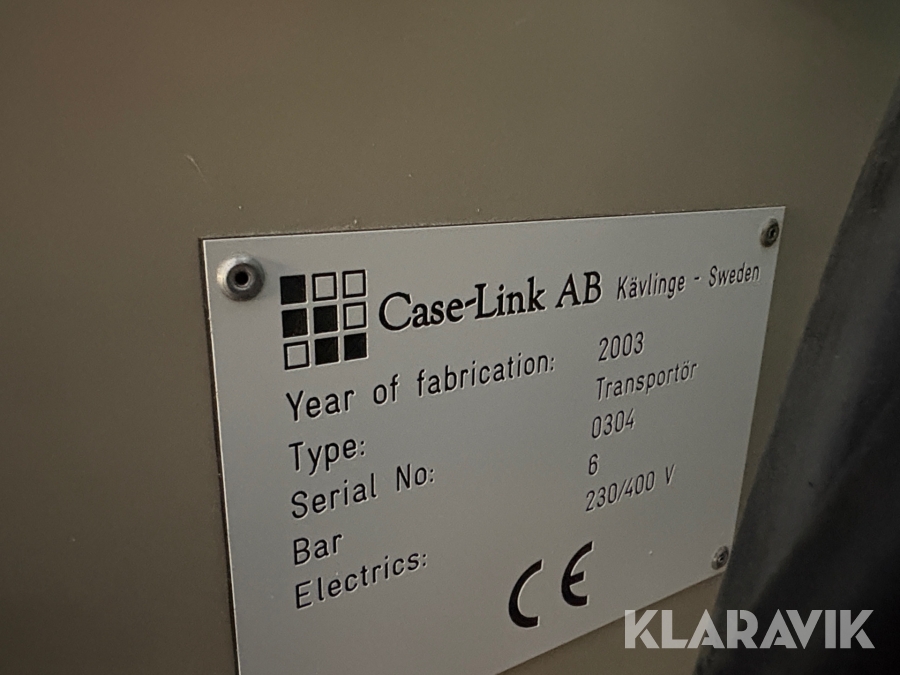 Case-Link AB Kävlinge - Sweden
Year of fabrication: 2003
Type: Transportör
Serial No: 0304
Bar 6
Electrics: 230/400 V
CE
KLARAVIK